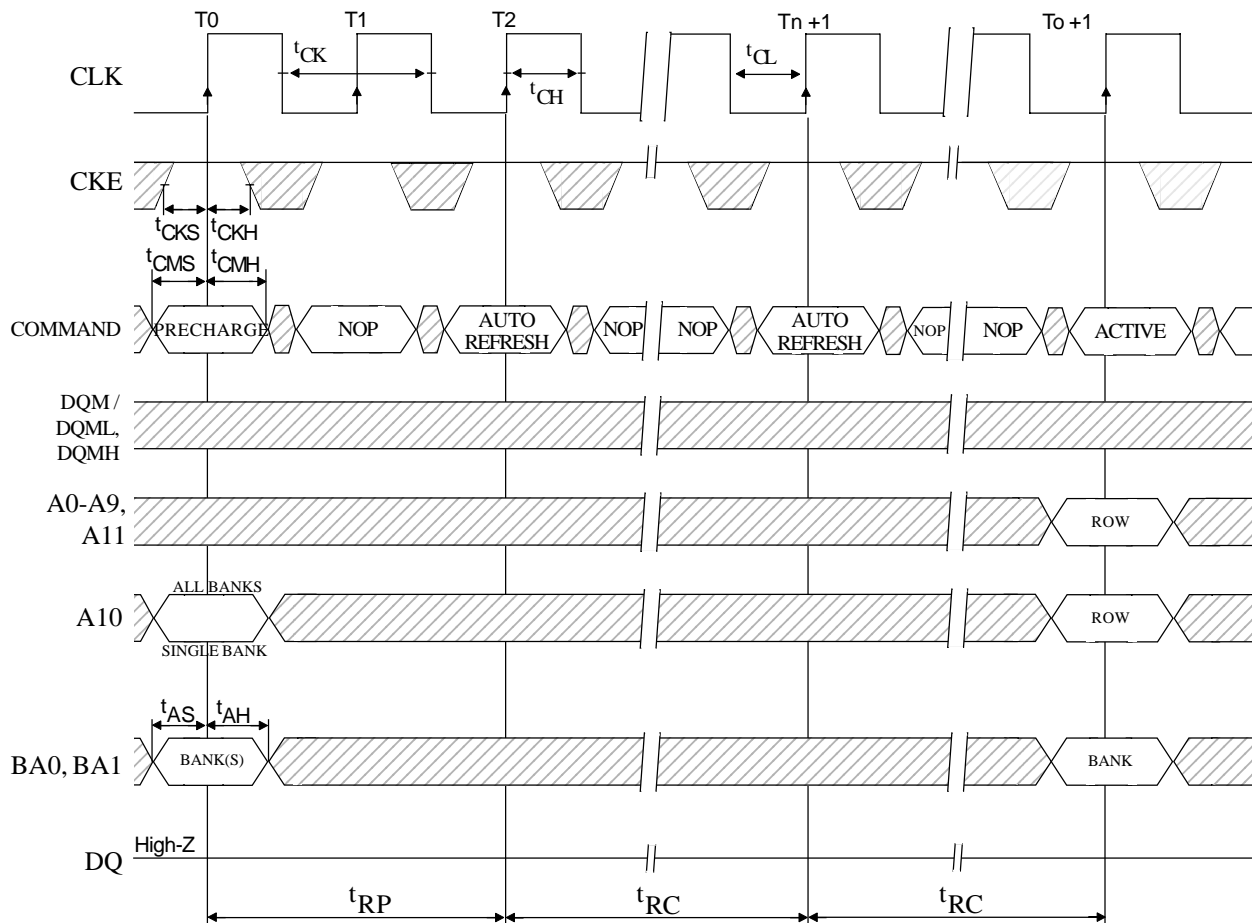 T0 T1 T2 Tn +1 To +1
CLK
tCK
tCH
tCL
CKE
tCKS tCKH
tCMS tCMH
COMMAND
PRECHARGE
NOP
AUTO
REFRESH
NOP
NOP
AUTO
REFRESH
NOP
NOP
ACTIVE
DQM /
DQML,
DQMH
A0-A9,
A11
ROW
ALL BANKS
A10
ROW
SINGLE BANK
tAS tAH
BA0, BA1
BANK(S)
BANK
High-Z
DQ
tRP tRC tRC